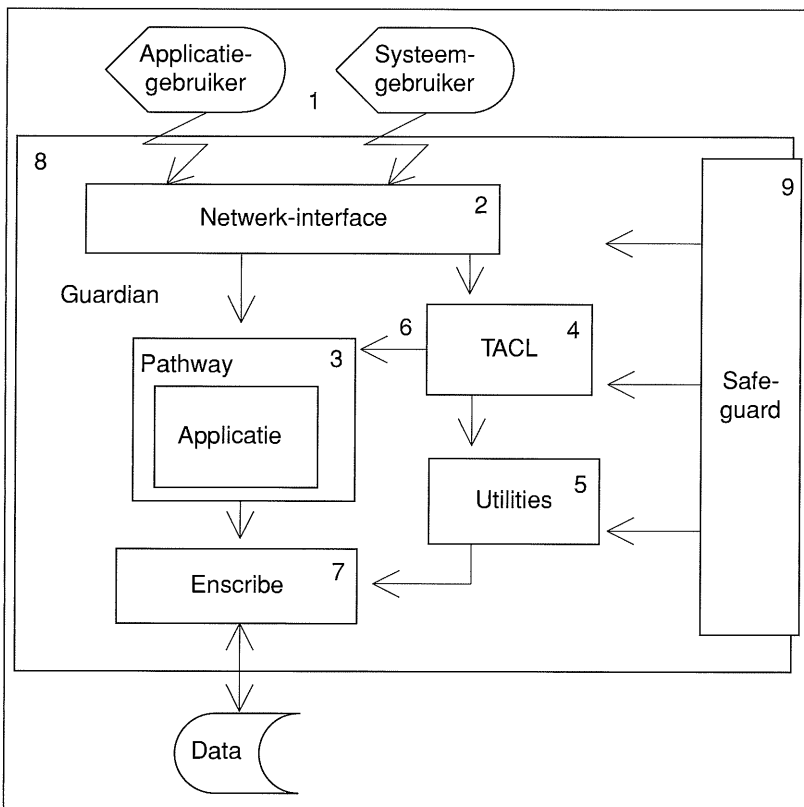 Applicatie-
gebruiker
Systeem-
gebruiker
1
8
9
Netwerk-interface
2
Guardian
6
TACL
4
Pathway
3
Applicatie
Safe-
guard
Utilities
5
Enscribe
7
Data